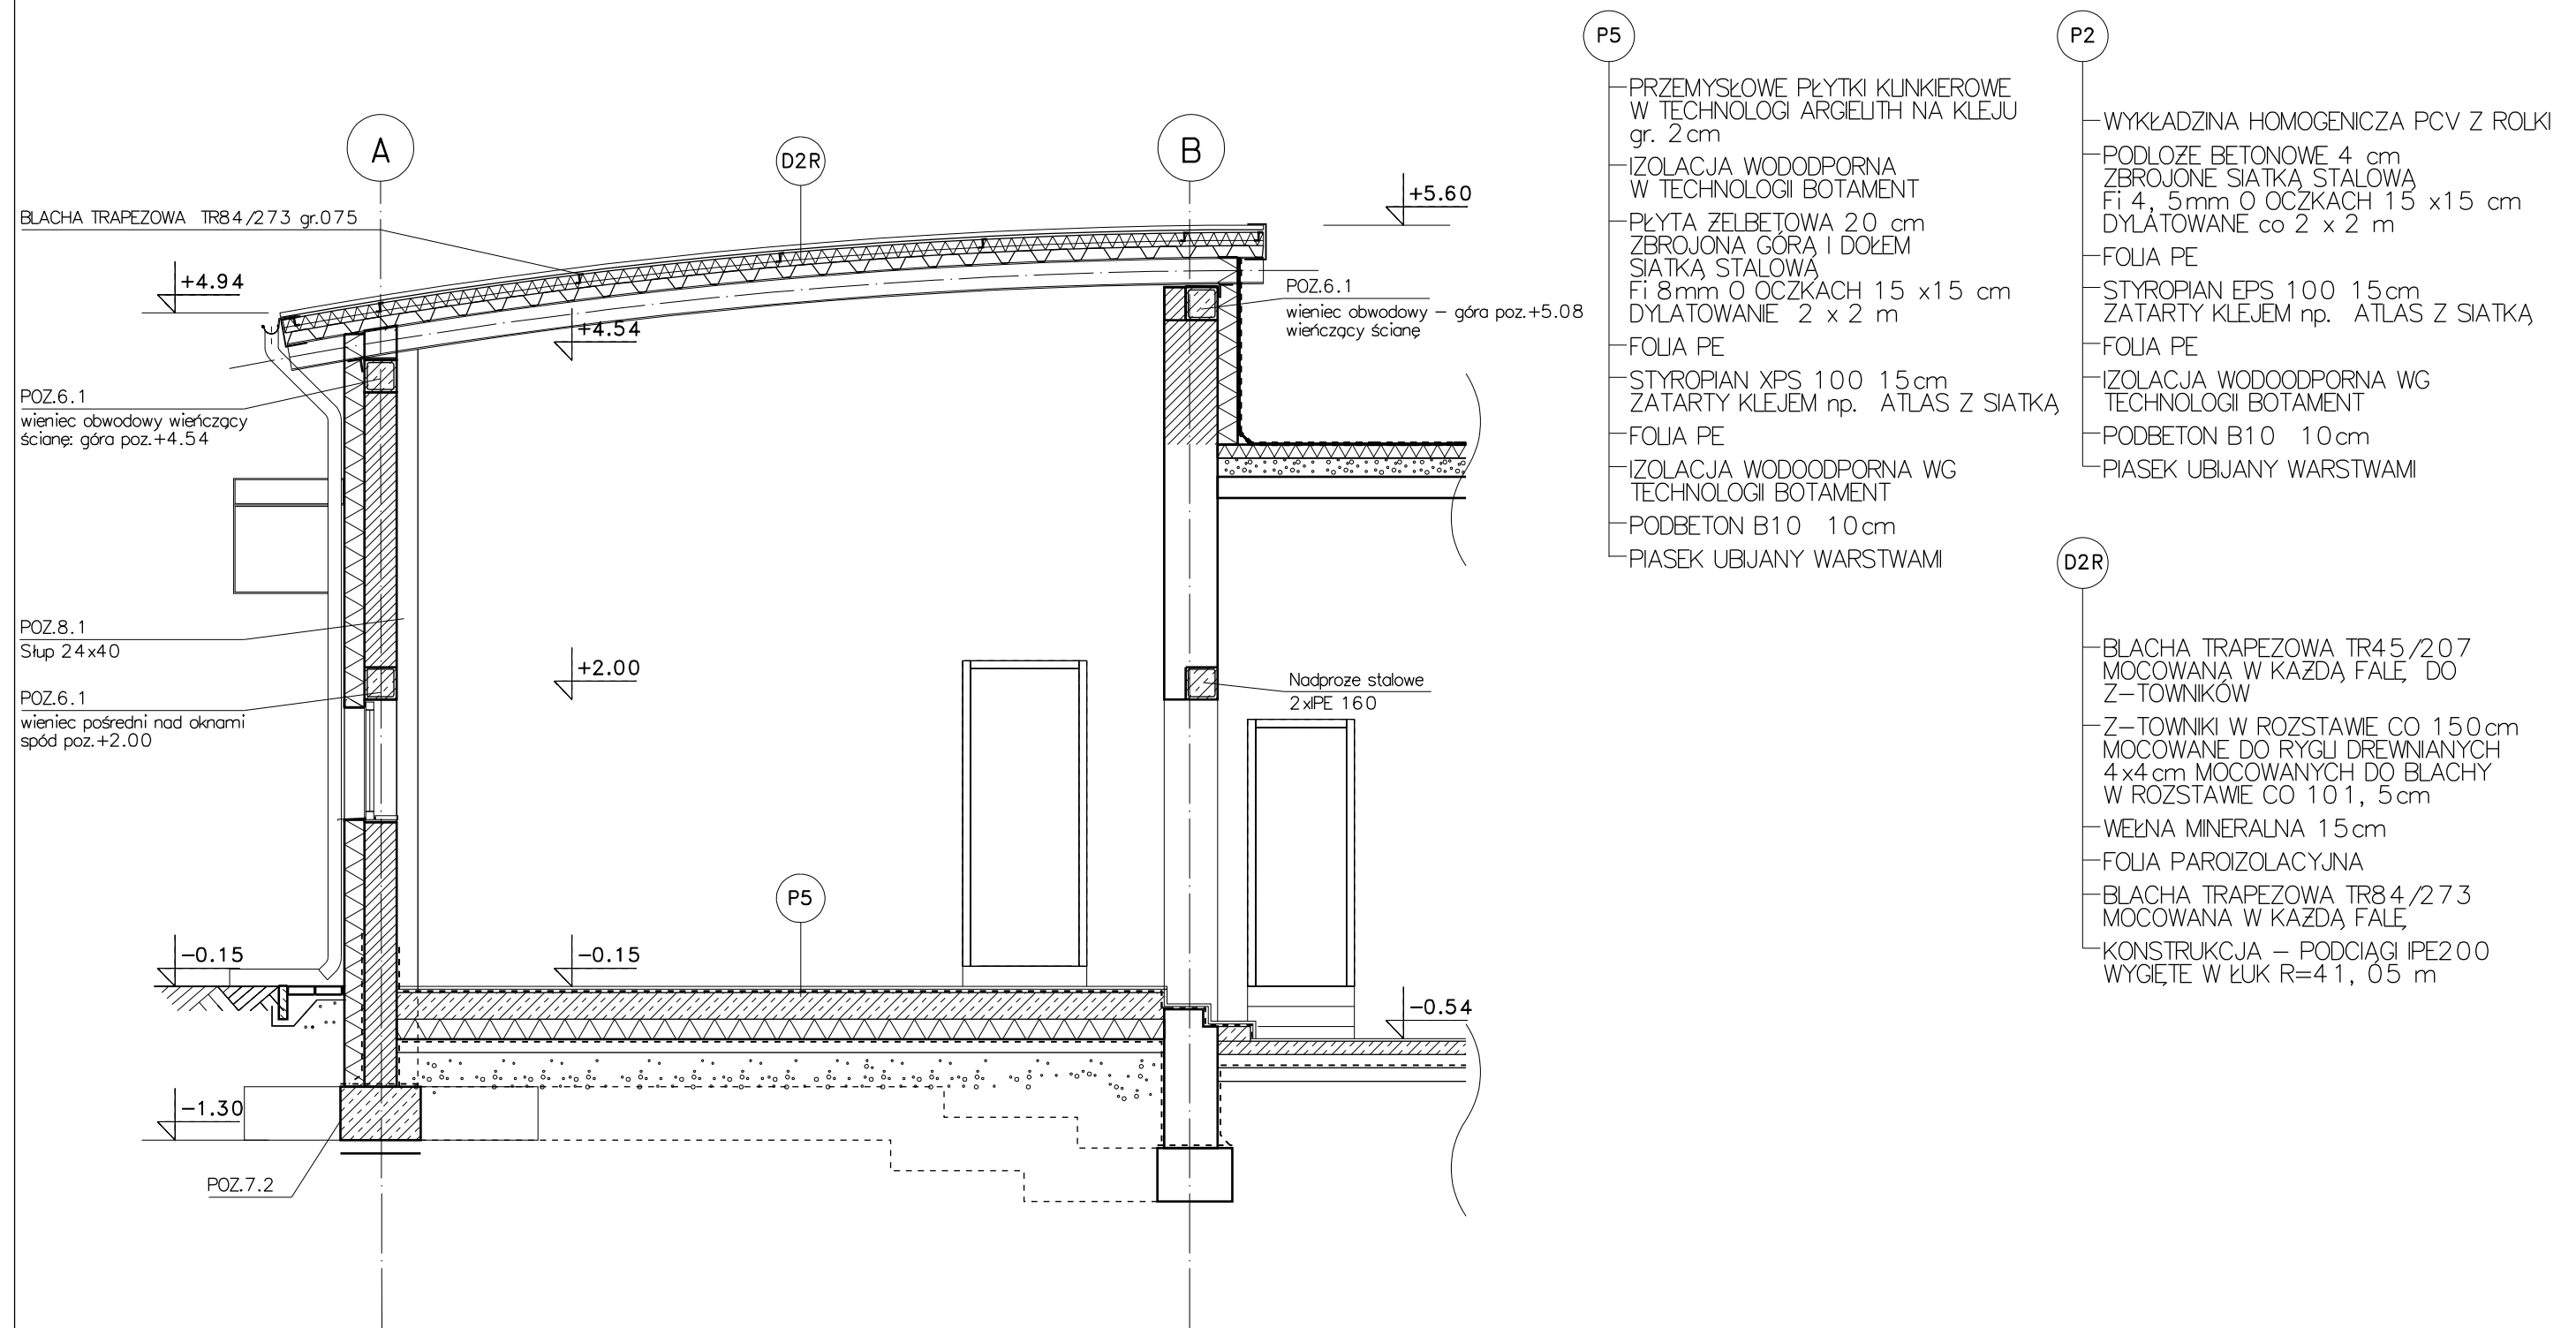 A
D2R
B
BLACHA TRAPEZOWA TR84/273 gr.075
+5.60
+4.94
+4.54
POZ.6.1
wieniec obwodowy – góra poz.+5.08
wieńczący ścianę
POZ.6.1
wieniec obwodowy wieńczący
ścianę: góra poz.+4.54
POZ.8.1
Słup 24x40
+2.00
POZ.6.1
wieniec pośredni nad oknami
spód poz.+2.00
Nadproże stalowe
2xIPE 160
P5
-0.15
-0.15
-0.54
-1.30
POZ.7.2
P5
PRZEMYSŁOWE PŁYTKI KLINKIEROWE
W TECHNOLOGI ARGIELITH NA KLEJU
gr. 2cm
IZOLACJA WODODPORNA
W TECHNOLOGII BOTAMENT
PŁYTA ŻELBETOWA 20 cm
ZBROJONA GÓRĄ I DOŁEM
SIATKĄ STALOWĄ
Fi 8mm O OCZKACH 15 x15 cm
DYLATOWANIE 2 x 2 m
FOLIA PE
STYROPIAN XPS 100 15cm
ZATARTY KLEJEM np. ATLAS Z SIATKĄ
FOLIA PE
IZOLACJA WODOODPORNA WG
TECHNOLOGII BOTAMENT
PODBETON B10 10cm
PIASEK UBIJANY WARSTWAMI
P2
WYKŁADZINA HOMOGENICZA PCV Z ROLKI
PODLOŻE BETONOWE 4 cm
ZBROJONE SIATKĄ STALOWĄ
Fi 4, 5mm O OCZKACH 15 x15 cm
DYLATOWANE co 2 x 2 m
FOLIA PE
STYROPIAN EPS 100 15cm
ZATARTY KLEJEM np. ATLAS Z SIATKĄ
FOLIA PE
IZOLACJA WODOODPORNA WG
TECHNOLOGII BOTAMENT
PODBETON B10 10cm
PIASEK UBIJANY WARSTWAMI
D2R
BLACHA TRAPEZOWA TR45/207
MOCOWANA W KAŻDĄ FALĘ DO
Z-TOWNIKÓW
Z-TOWNIKI W ROZSTAWIE CO 150cm
MOCOWANE DO RYGLI DREWNIANYCH
4x4cm MOCOWANYCH DO BLACHY
W ROZSTAWIE CO 101, 5cm
WEŁNA MINERALNA 15cm
FOLIA PAROIZOLACYJNA
BLACHA TRAPEZOWA TR84/273
MOCOWANA W KAŻDĄ FALĘ
KONSTRUKCJA – PODCIĄGI IPE200
WYGIĘTE W ŁUK R=41, 05 m